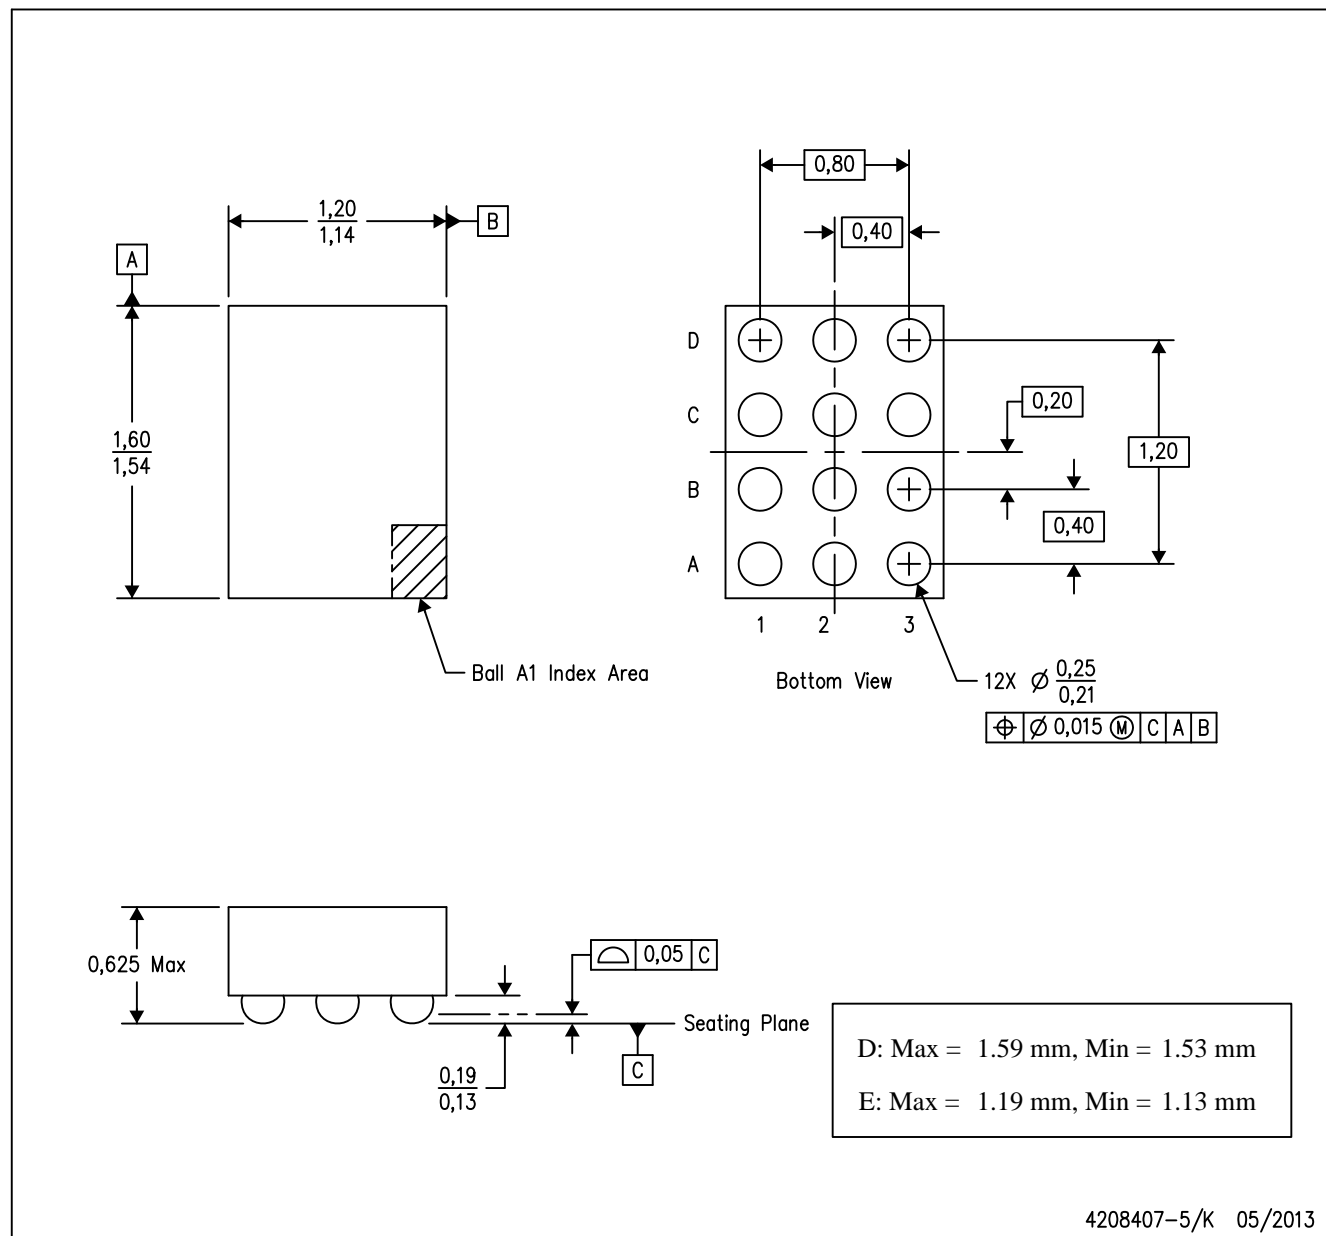 0,80
1,20
1,14
B
0,40
A
D
C
0,20
1,60
1,54
1,20
B
0,40
A
1 2 3
Ball A1 Index Area
Bottom View
12X Ø 0,25
0,21
⌖ Ø 0,015 Ⓜ C A B
0,05 C
0,625 Max
Seating Plane
C
0,19
0,13
D: Max = 1.59 mm, Min = 1.53 mm
E: Max = 1.19 mm, Min = 1.13 mm
4208407-5/K 05/2013